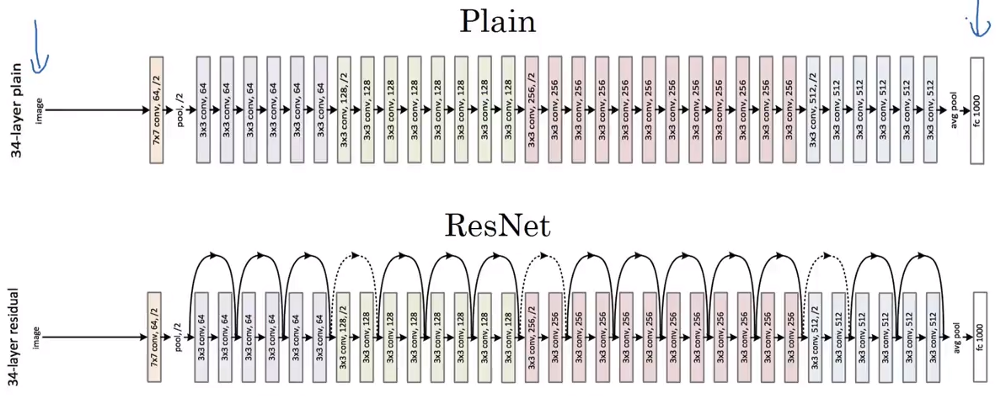 Plain
34-layer plain
image
7x7 conv, 64, /2
pool, /2
3x3 conv, 64
3x3 conv, 64
3x3 conv, 64
3x3 conv, 64
3x3 conv, 64
3x3 conv, 64
3x3 conv, 128, /2
3x3 conv, 128
3x3 conv, 128
3x3 conv, 128
3x3 conv, 128
3x3 conv, 128
3x3 conv, 128
3x3 conv, 128
3x3 conv, 256, /2
3x3 conv, 256
3x3 conv, 256
3x3 conv, 256
3x3 conv, 256
3x3 conv, 256
3x3 conv, 256
3x3 conv, 256
3x3 conv, 256
3x3 conv, 256
3x3 conv, 256
3x3 conv, 256
3x3 conv, 512, /2
3x3 conv, 512
3x3 conv, 512
3x3 conv, 512
3x3 conv, 512
3x3 conv, 512
avg pool
fc 1000
ResNet
34-layer residual
image
7x7 conv, 64, /2
pool, /2
3x3 conv, 64
3x3 conv, 64
3x3 conv, 64
3x3 conv, 64
3x3 conv, 64
3x3 conv, 64
3x3 conv, 128, /2
3x3 conv, 128
3x3 conv, 128
3x3 conv, 128
3x3 conv, 128
3x3 conv, 128
3x3 conv, 128
3x3 conv, 128
3x3 conv, 256, /2
3x3 conv, 256
3x3 conv, 256
3x3 conv, 256
3x3 conv, 256
3x3 conv, 256
3x3 conv, 256
3x3 conv, 256
3x3 conv, 256
3x3 conv, 256
3x3 conv, 256
3x3 conv, 256
3x3 conv, 512, /2
3x3 conv, 512
3x3 conv, 512
3x3 conv, 512
3x3 conv, 512
3x3 conv, 512
avg pool
fc 1000